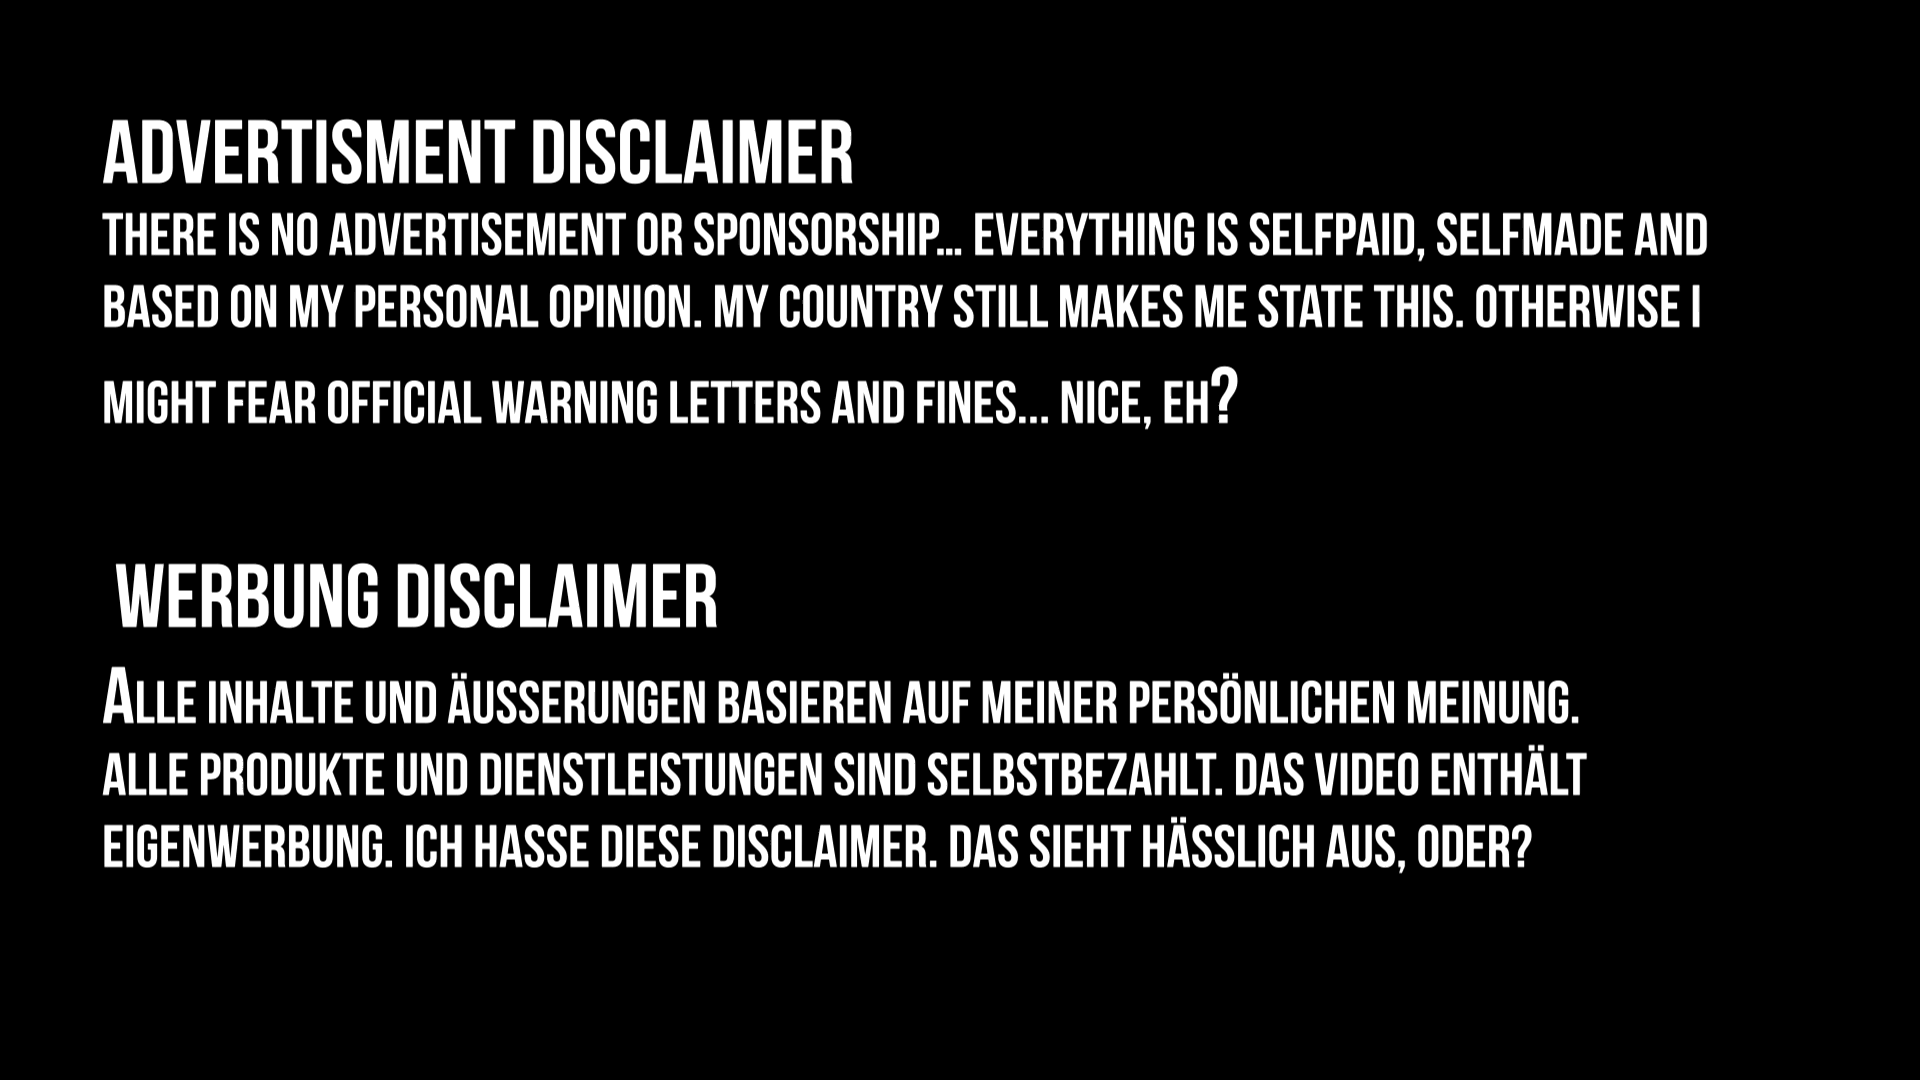 ADVERTISMENT DISCLAIMER
THERE IS NO ADVERTISEMENT OR SPONSORSHIP... EVERYTHING IS SELFPAID, SELFMADE AND
BASED ON MY PERSONAL OPINION. MY COUNTRY STILL MAKES ME STATE THIS. OTHERWISE I
MIGHT FEAR OFFICIAL WARNING LETTERS AND FINES... NICE, EH?
WERBUNG DISCLAIMER
ALLE INHALTE UND ÄUSSERUNGEN BASIEREN AUF MEINER PERSÖNLICHEN MEINUNG.
ALLE PRODUKTE UND DIENSTLEISTUNGEN SIND SELBSTBEZAHLT. DAS VIDEO ENTHÄLT
EIGENWERBUNG. ICH HASSE DIESE DISCLAIMER. DAS SIEHT HÄSSLICH AUS, ODER?